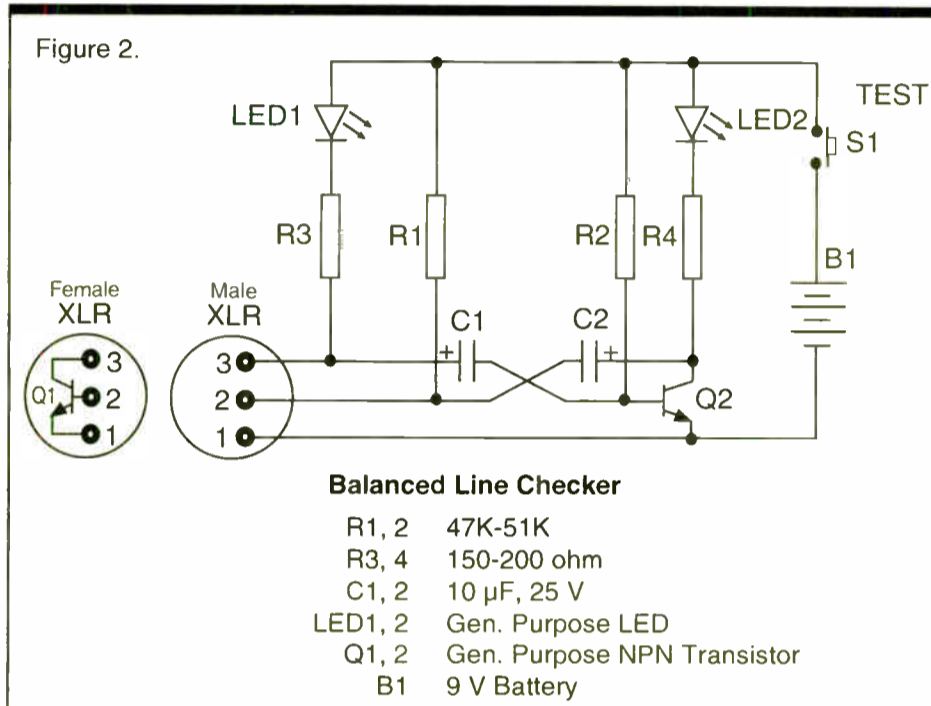 Figure 2.
TEST
LED1
LED2
S1
R3
R1
R2
R4
B1
Female
XLR
Male
XLR
C1
C2
+
+
3
3
Q1
2
2
Q2
1
1
Balanced Line Checker
R1, 2 47K-51K
R3, 4 150-200 ohm
C1, 2 10 µF, 25 V
LED1, 2 Gen. Purpose LED
Q1, 2 Gen. Purpose NPN Transistor
B1 9 V Battery